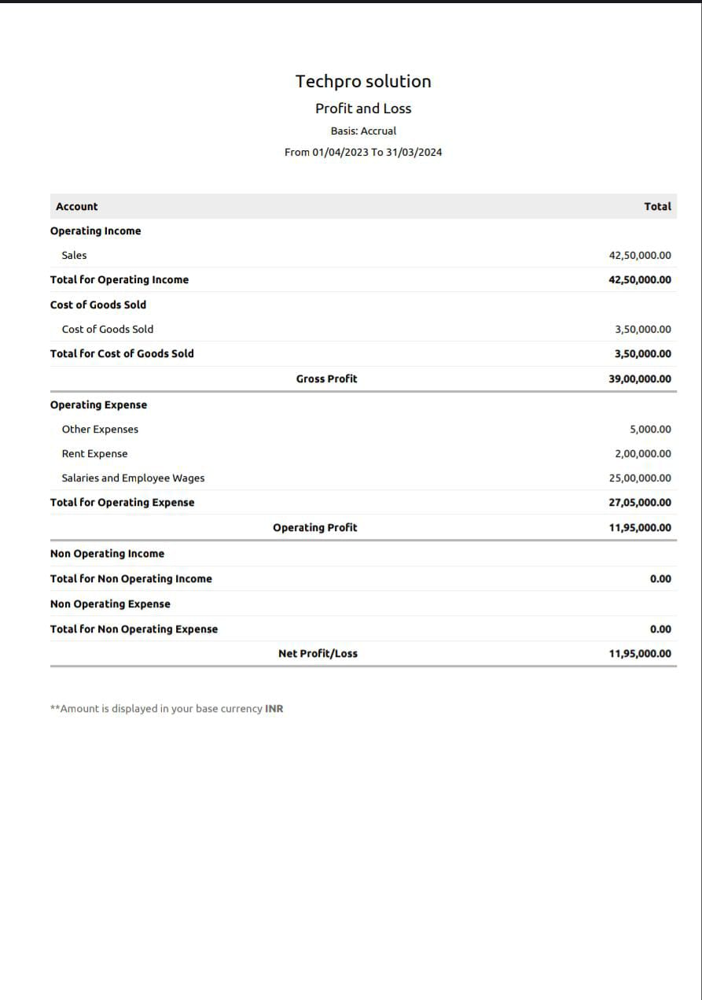 Techpro solution
Profit and Loss
Basis: Accrual
From 01/04/2023 To 31/03/2024
Account Total
Operating Income
Sales 42,50,000.00
Total for Operating Income 42,50,000.00
Cost of Goods Sold
Cost of Goods Sold 3,50,000.00
Total for Cost of Goods Sold 3,50,000.00
Gross Profit 39,00,000.00
Operating Expense
Other Expenses 5,000.00
Rent Expense 2,00,000.00
Salaries and Employee Wages 25,00,000.00
Total for Operating Expense 27,05,000.00
Operating Profit 11,95,000.00
Non Operating Income
Total for Non Operating Income 0.00
Non Operating Expense
Total for Non Operating Expense 0.00
Net Profit/Loss 11,95,000.00
**Amount is displayed in your base currency INR